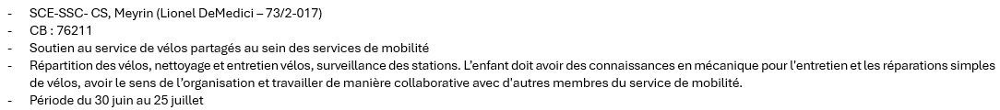 - SCE-SSC- CS, Meyrin (Lionel DeMedici – 73/2-017)
- CB : 76211
- Soutien au service de vélos partagés au sein des services de mobilité
- Répartition des vélos, nettoyage et entretien vélos, surveillance des stations. L'enfant doit avoir des connaissances en mécanique pour l'entretien et les réparations simples
de vélos, avoir le sens de l'organisation et travailler de manière collaborative avec d'autres membres du service de mobilité.
- Période du 30 juin au 25 juillet